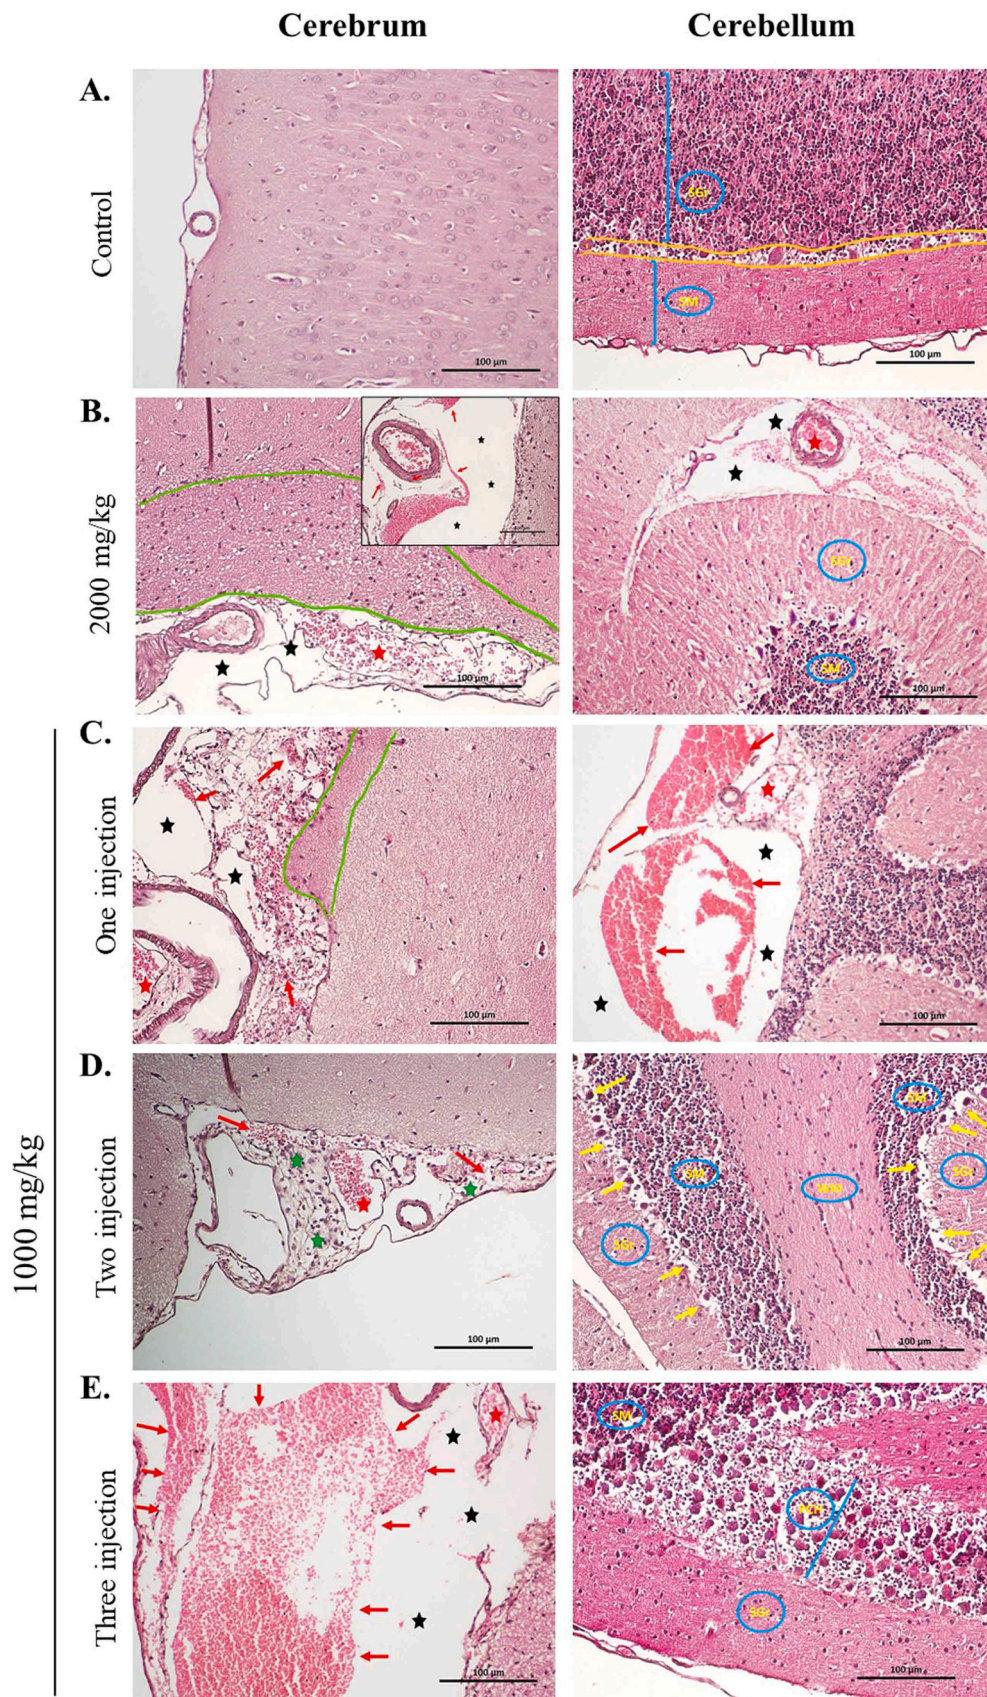 Cerebrum
Cerebellum
A.
Control
SGr
SM
100 µm
100 µm
B.
2000 mg/kg
100 µm
SGr
SM
100 µm
1000 mg/kg
C.
One injection
100 µm
100 µm
D.
Two injection
100 µm
SM
SM
WM
SGr
SGr
100 µm
E.
Three injection
100 µm
SM
PCN
SGr
100 µm